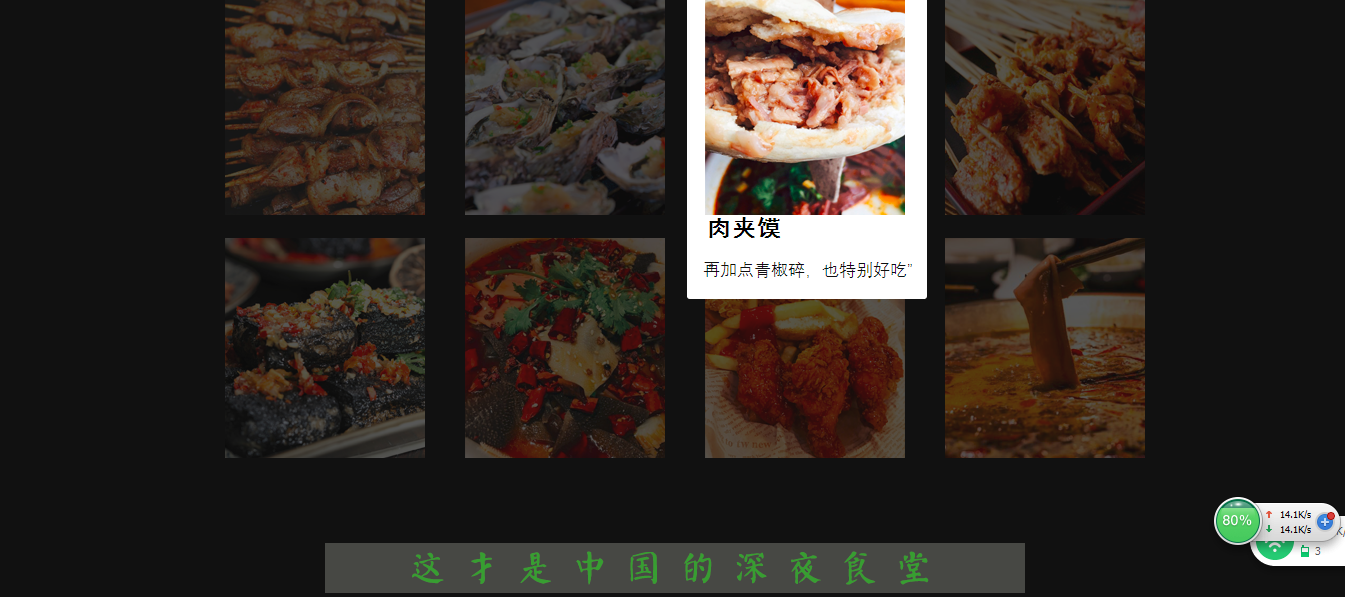 肉夹馍
再加点青椒碎，也特别好吃”
80%
14.1K/s
14.1K/s
3
这才是中国的深夜食堂